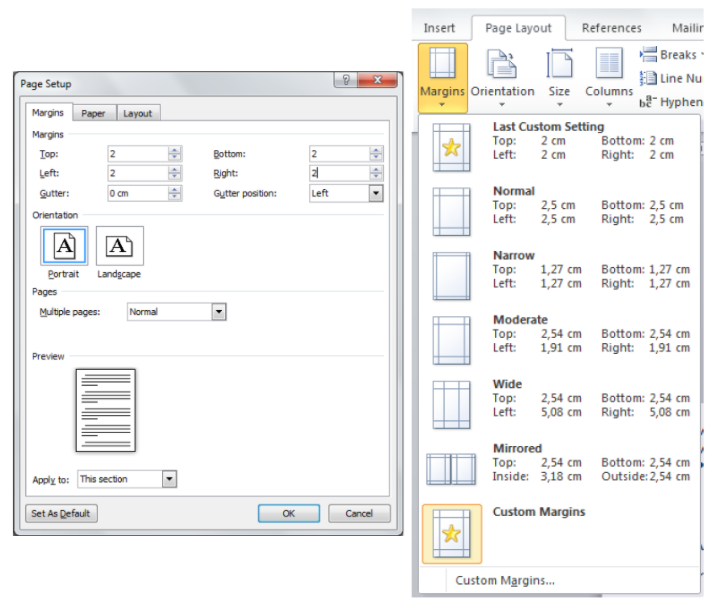 Page Setup
Margins Paper Layout
Margins
Top: 2 Bottom: 2
Left: 2 Right: 2
Gutter: 0 cm Gutter position: Left
Orientation
A A
Portrait Landscape
Pages
Multiple pages: Normal
Preview
Apply to: This section
Set As Default OK Cancel
Insert Page Layout References Mailin
Breaks
Line Nu
Margins Orientation Size Columns
Hyphen
Last Custom Setting
Top: 2 cm Bottom: 2 cm
Left: 2 cm Right: 2 cm
Normal
Top: 2,5 cm Bottom: 2,5 cm
Left: 2,5 cm Right: 2,5 cm
Narrow
Top: 1,27 cm Bottom: 1,27 cm
Left: 1,27 cm Right: 1,27 cm
Moderate
Top: 2,54 cm Bottom: 2,54 cm
Left: 1,91 cm Right: 1,91 cm
Wide
Top: 2,54 cm Bottom: 2,54 cm
Left: 5,08 cm Right: 5,08 cm
Mirrored
Top: 2,54 cm Bottom: 2,54 cm
Inside: 3,18 cm Outside: 2,54 cm
Custom Margins
Custom Margins...